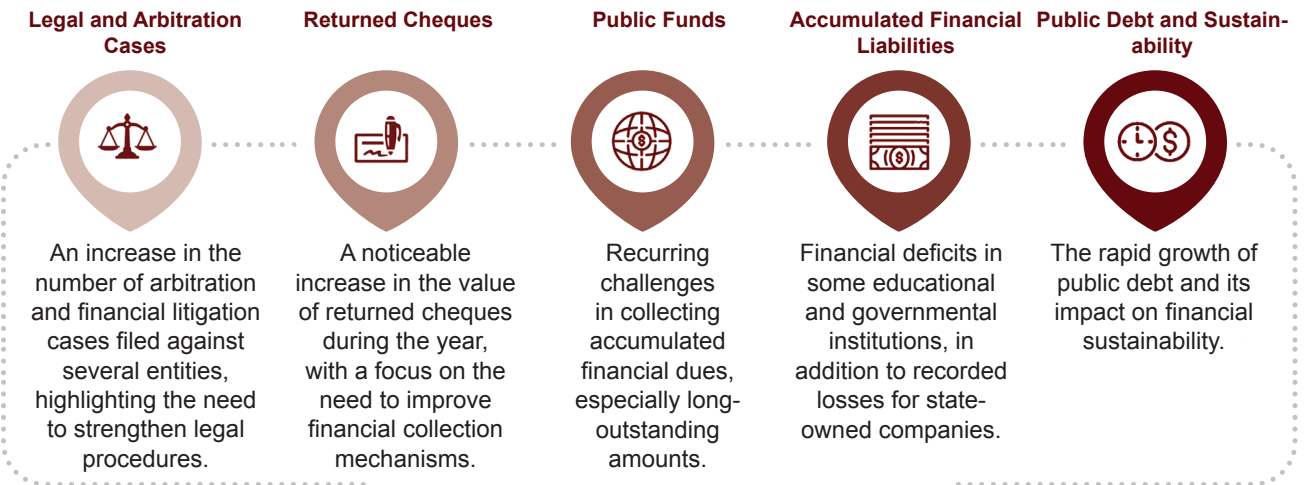 Legal and Arbitration
Cases
An increase in the
number of arbitration
and financial litigation
cases filed against
several entities,
highlighting the need
to strengthen legal
procedures.
Returned Cheques
A noticeable
increase in the value
of returned cheques
during the year,
with a focus on the
need to improve
financial collection
mechanisms.
Public Funds
Recurring
challenges
in collecting
accumulated
financial dues,
especially long-
outstanding
amounts.
Accumulated Financial
Liabilities
Financial deficits in
some educational
and governmental
institutions, in
addition to recorded
losses for state-
owned companies.
Public Debt and Sustain-
ability
The rapid growth of
public debt and its
impact on financial
sustainability.